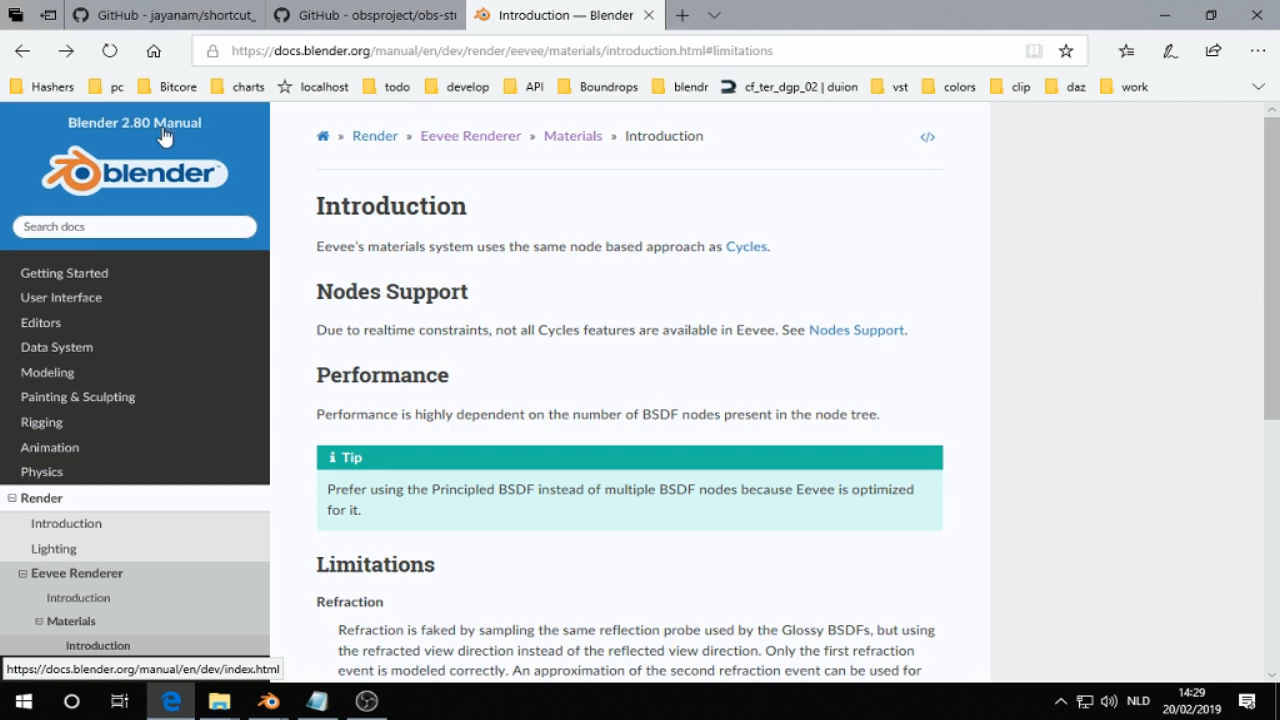 GitHub - jayanam/shortcut_
GitHub - obsproject/obs-stu
Introduction — Blender
https://docs.blender.org/manual/en/dev/render/eevee/materials/introduction.html#limitations
Hashers
pc
Bitcore
charts
localhost
todo
develop
API
Boundrops
blendr
cf_ter_dgp_02 | duion
vst
colors
clip
daz
work
Blender 2.80 Manual
blender
Search docs
Getting Started
User Interface
Editors
Data System
Modeling
Painting & Sculpting
Rigging
Animation
Physics
Render
Introduction
Lighting
Eevee Renderer
Introduction
Materials
Introduction
https://docs.blender.org/manual/en/dev/index.html
» Render » Eevee Renderer » Materials » Introduction
Introduction
Eevee's materials system uses the same node based approach as Cycles.
Nodes Support
Due to realtime constraints, not all Cycles features are available in Eevee. See Nodes Support.
Performance
Performance is highly dependent on the number of BSDF nodes present in the node tree.
Tip
Prefer using the Principled BSDF instead of multiple BSDF nodes because Eevee is optimized
for it.
Limitations
Refraction
Refraction is faked by sampling the same reflection probe used by the Glossy BSDFs, but using
the refracted view direction instead of the reflected view direction. Only the first refraction
event is modeled correctly. An approximation of the second refraction event can be used for
NLD
14:29
20/02/2019